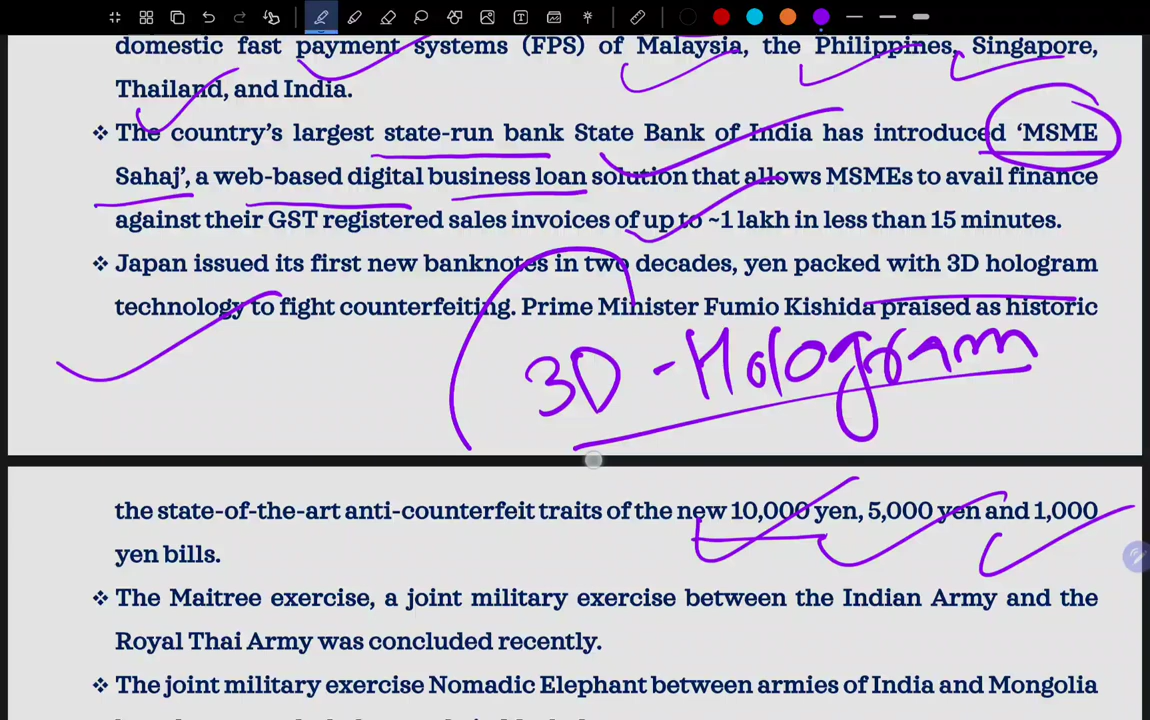 domestic fast payment systems (FPS) of Malaysia, the Philippines, Singapore,
Thailand, and India.
❖ The country's largest state-run bank State Bank of India has introduced 'MSME
Sahaj', a web-based digital business loan solution that allows MSMEs to avail finance
against their GST registered sales invoices of up to ~1 lakh in less than 15 minutes.
❖ Japan issued its first new banknotes in two decades, yen packed with 3D hologram
technology to fight counterfeiting. Prime Minister Fumio Kishida praised as historic
3D - Hologram
the state-of-the-art anti-counterfeit traits of the new 10,000 yen, 5,000 yen and 1,000
yen bills.
❖ The Maitree exercise, a joint military exercise between the Indian Army and the
Royal Thai Army was concluded recently.
❖ The joint military exercise Nomadic Elephant between armies of India and Mongolia